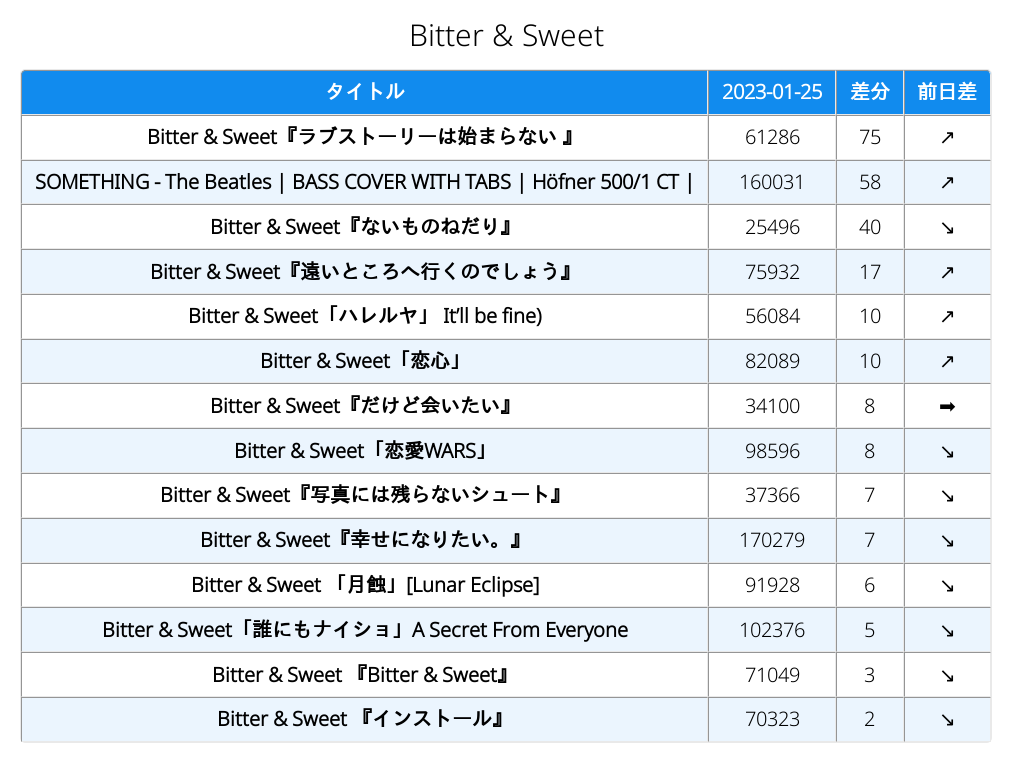 Bitter & Sweet
タイトル 2023-01-25 差分 前日差
Bitter & Sweet『ラブストーリーは始まらない 』 61286 75 ↗
SOMETHING - The Beatles | BASS COVER WITH TABS | Höfner 500/1 CT | 160031 58 ↗
Bitter & Sweet『ないものねだり』 25496 40 ↘
Bitter & Sweet『遠いところへ行くのでしょう』 75932 17 ↗
Bitter & Sweet「ハレルヤ」 It’ll be fine) 56084 10 ↗
Bitter & Sweet「恋心」 82089 10 ↗
Bitter & Sweet『だけど会いたい』 34100 8 ➡
Bitter & Sweet「恋愛WARS」 98596 8 ↘
Bitter & Sweet『写真には残らないシュート』 37366 7 ↘
Bitter & Sweet『幸せになりたい。』 170279 7 ↘
Bitter & Sweet 「月蝕」[Lunar Eclipse] 91928 6 ↘
Bitter & Sweet「誰にもナイショ」A Secret From Everyone 102376 5 ↘
Bitter & Sweet 『Bitter & Sweet』 71049 3 ↘
Bitter & Sweet 『インストール』 70323 2 ↘